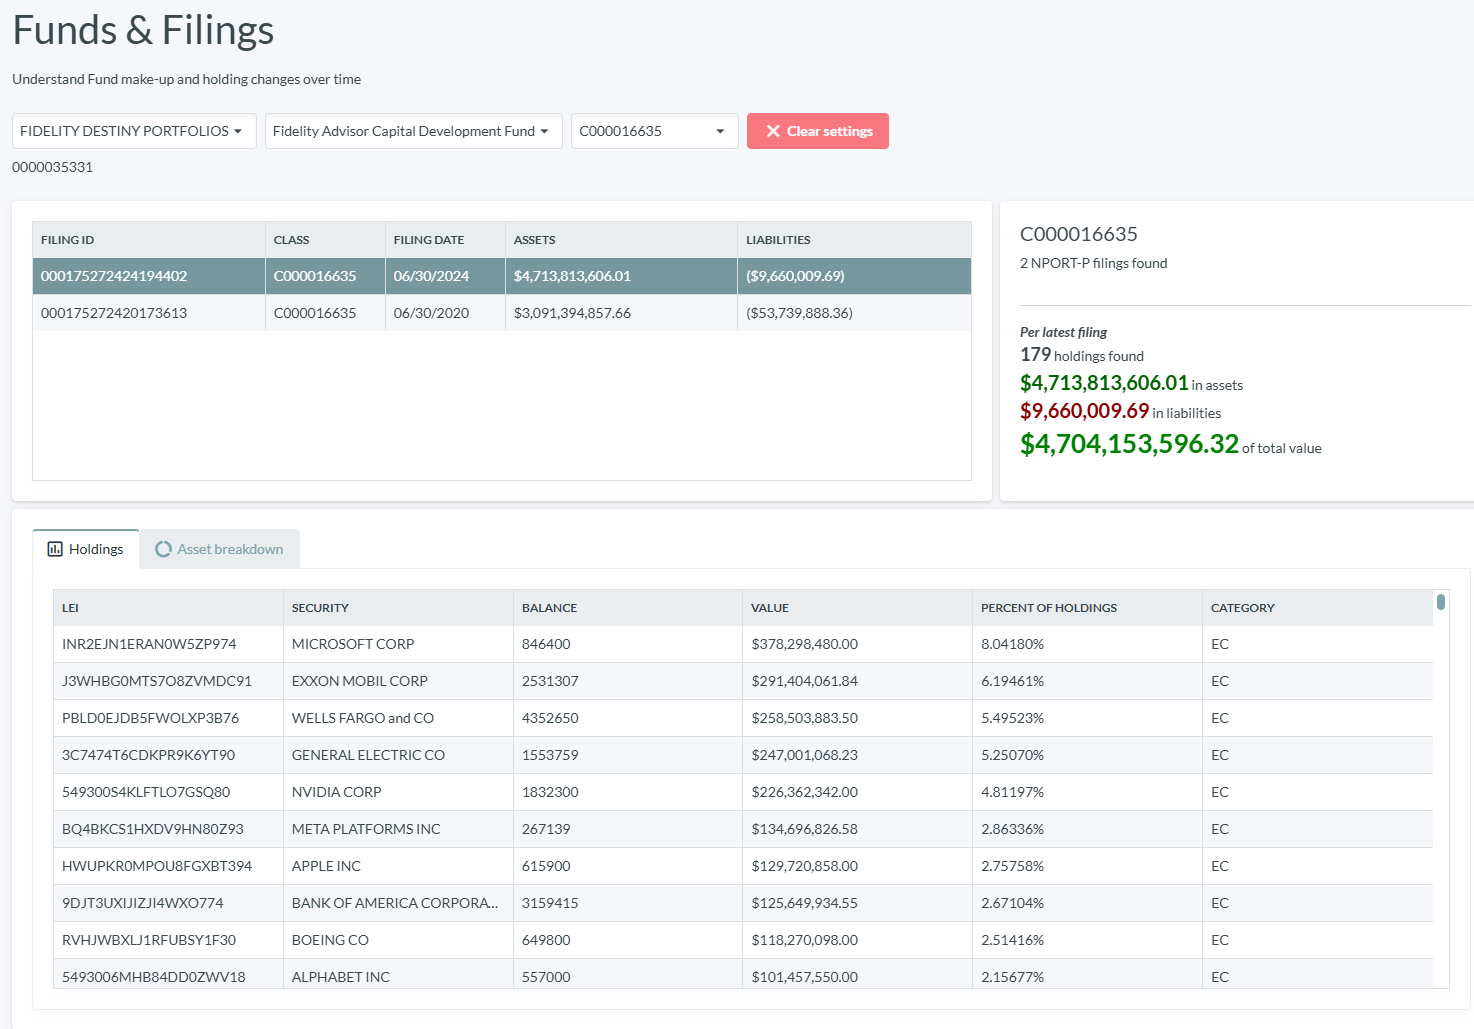 Funds & Filings
Understand Fund make-up and holding changes over time
FIDELITY DESTINY PORTFOLIOS Fidelity Advisor Capital Development Fund C000016635 Clear settings
0000035331
FILING ID CLASS FILING DATE ASSETS LIABILITIES
000175272424194402 C000016635 06/30/2024 $4,713,813,606.01 ($9,660,009.69)
000175272420173613 C000016635 06/30/2020 $3,091,394,857.66 ($53,739,888.36)
C000016635
2 NPORT-P filings found
Per latest filing
179 holdings found
$4,713,813,606.01 in assets
$9,660,009.69 in liabilities
$4,704,153,596.32 of total value
Holdings Asset breakdown
LEI SECURITY BALANCE VALUE PERCENT OF HOLDINGS CATEGORY
INR2EJN1ERAN0W5ZP974 MICROSOFT CORP 846400 $378,298,480.00 8.04180% EC
J3WHBG0MTS7O8ZVMDC91 EXXON MOBIL CORP 2531307 $291,404,061.84 6.19461% EC
PBLD0EJDB5FWOLXP3B76 WELLS FARGO and CO 4352650 $258,503,883.50 5.49523% EC
3C7474T6CDKPR9K6YT90 GENERAL ELECTRIC CO 1553759 $247,001,068.23 5.25070% EC
549300S4KLFTLO7GSQ80 NVIDIA CORP 1832300 $226,362,342.00 4.81197% EC
BQ4BKCS1HXDV9HN80Z93 META PLATFORMS INC 267139 $134,696,826.58 2.86336% EC
HWUPKR0MPOU8FGXBT394 APPLE INC 615900 $129,720,858.00 2.75758% EC
9DJT3UXIJIZJI4WXO774 BANK OF AMERICA CORPORA... 3159415 $125,649,934.55 2.67104% EC
RVHJWBXLJ1RFUBSY1F30 BOEING CO 649800 $118,270,098.00 2.51416% EC
5493006MHB84DD0ZWV18 ALPHABET INC 557000 $101,457,550.00 2.15677% EC